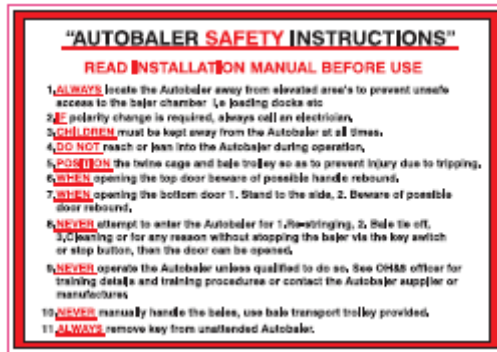 "AUTOBALER SAFETY INSTRUCTIONS"
READ INSTALLATION MANUAL BEFORE USE
1. ALWAYS locate the Autobaler away from elevated area's to prevent unsafe
access to the baler chamber i,e loading docks etc
2. IF polarity change is required, always call an electrician.
3. CHILDREN must be kept away from the Autobaler at all times.
4. DO NOT reach or lean into the Autobaler during operation.
5. POSITION the twine cage and bale trolley so as to prevent injury due to tripping.
6. WHEN opening the top door beware of possible handle rebound.
7. WHEN opening the bottom door 1. Stand to the side, 2. Beware of possible
door rebound.
8. NEVER attempt to enter the Autobaler for 1.Re-stringing, 2. Bale tie off,
3.Cleaning or for any reason without stopping the baler via the key switch
or stop button, then the door can be opened.
9. NEVER operate the Autobaler unless qualified to do so. See OH&S officer for
training details and training procedures or contact the Autobaler supplier or
manufacturer.
10. NEVER manually handle the bales, use bale transport trolley provided.
11. ALWAYS remove key from unattended Autobaler.